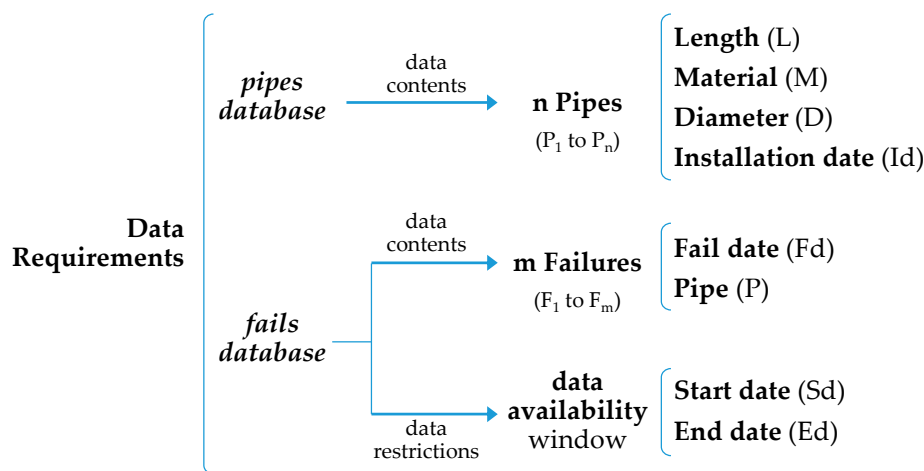 Data
Requirements
pipes
database
data
contents
n Pipes
(P1 to Pn)
Length (L)
Material (M)
Diameter (D)
Installation date (Id)
fails
database
data
contents
m Failures
(F1 to Fm)
Fail date (Fd)
Pipe (P)
data
restrictions
data
availability
window
Start date (Sd)
End date (Ed)